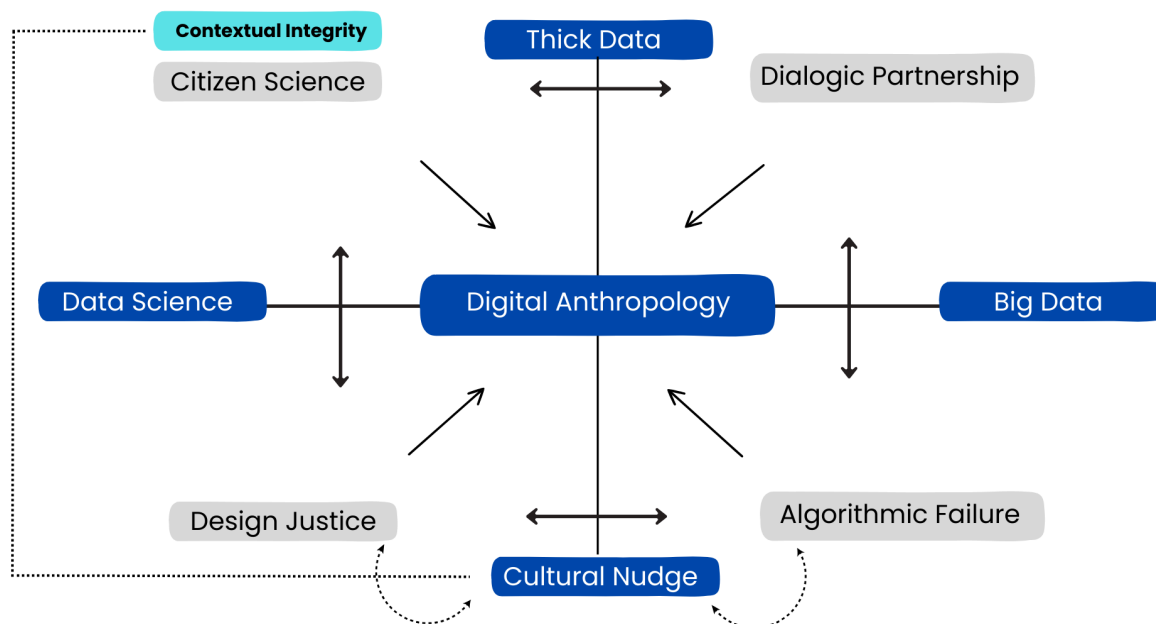 Contextual Integrity
Thick Data
Citizen Science
Dialogic Partnership
Data Science
Digital Anthropology
Big Data
Design Justice
Algorithmic Failure
Cultural Nudge